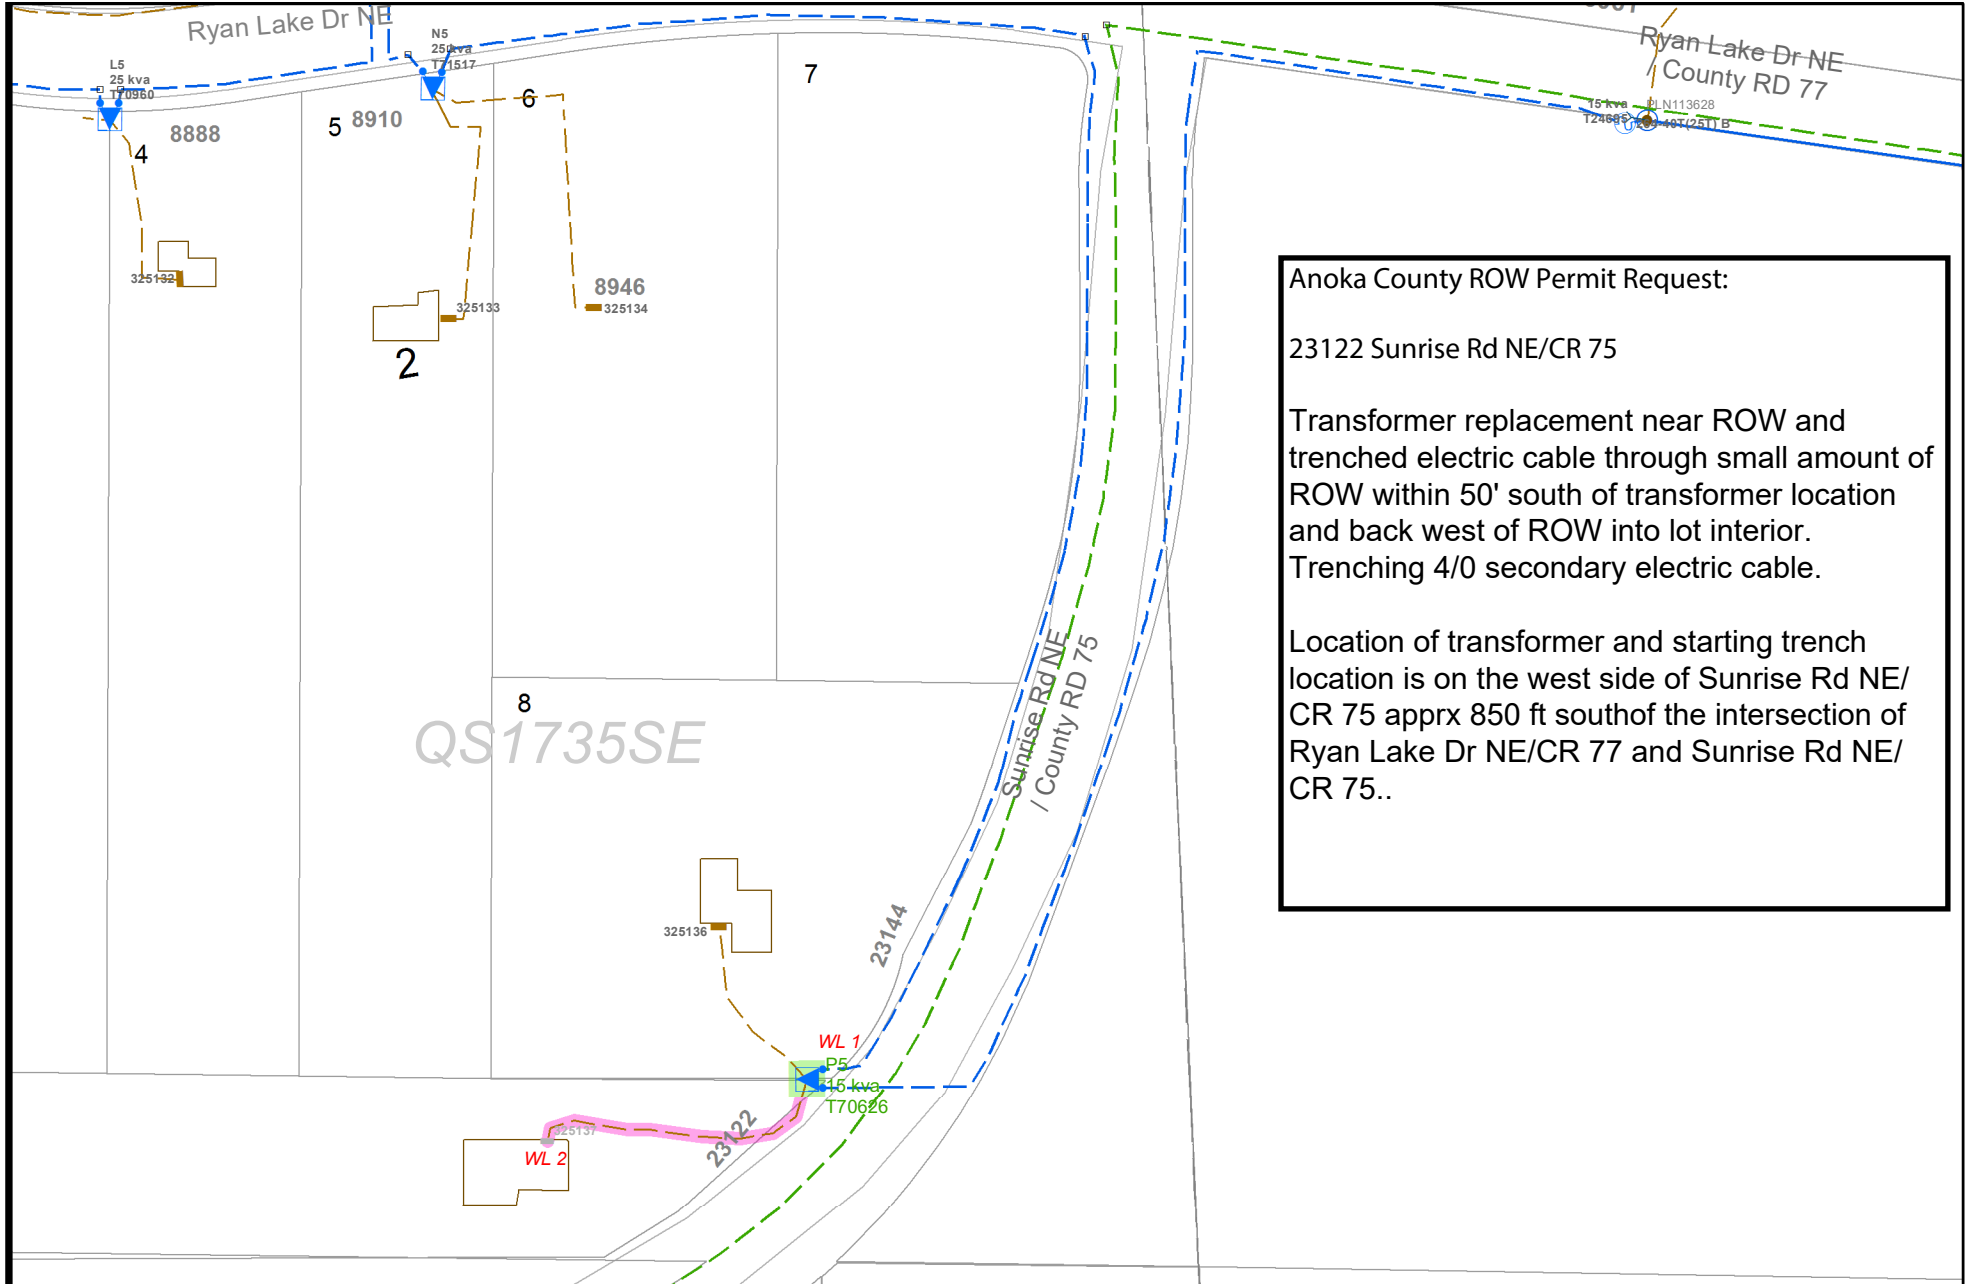 Ryan Lake Dr NE
N5
25 kva
T71517
L5
25 kva
T70960
8888
4
5
8910
6
7
Ryan Lake Dr NE
/ County RD 77
15 kva
PLN113628
T24695
325132
325133
2
8946
325134
Anoka County ROW Permit Request:
23122 Sunrise Rd NE/CR 75
Transformer replacement near ROW and
trenched electric cable through small amount of
ROW within 50' south of transformer location
and back west of ROW into lot interior.
Trenching 4/0 secondary electric cable.
Location of transformer and starting trench
location is on the west side of Sunrise Rd NE/
CR 75 apprx 850 ft southof the intersection of
Ryan Lake Dr NE/CR 77 and Sunrise Rd NE/
CR 75..
8
QS1735SE
Sunrise Rd NE
/ County RD 75
325136
23144
WL 1
P5
15 kva
T70626
325137
WL 2
23122